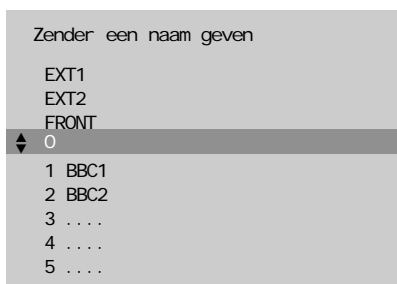 Zender een naam geven
EXT1
EXT2
FRONT
0
1 BBC1
2 BBC2
3 ....
4 ....
5 ....